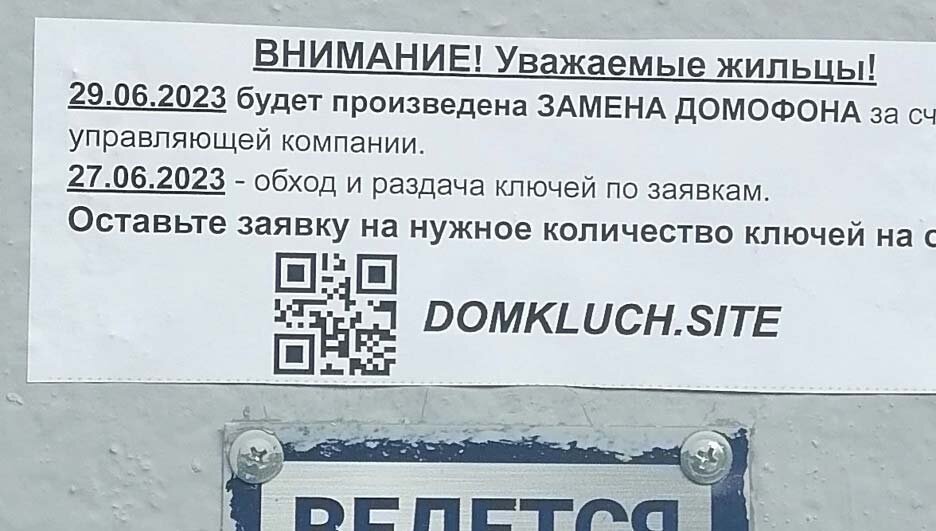 ВНИМАНИЕ! Уважаемые жильцы!
29.06.2023 будет произведена ЗАМЕНА ДОМОФОНА за
управляющей компании.
27.06.2023 - обход и раздача ключей по заявкам.
Оставьте заявку на нужное количество ключей на
DOMKLUCH.SITE
ВЕДЕТСЯ